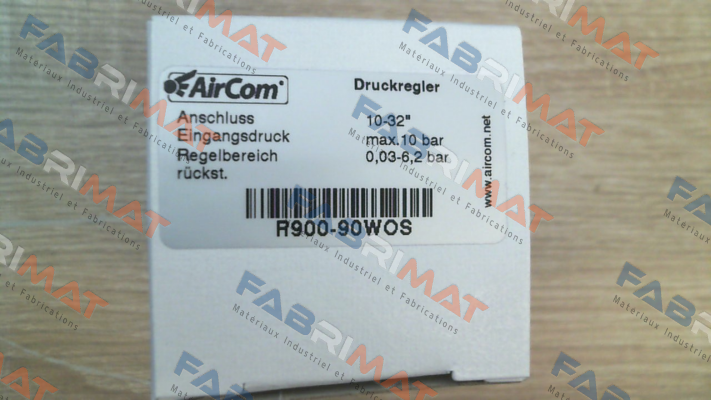 AirCom®
Druckregler
Anschluss 10-32"
Eingangsdruck max.10 bar
Regelbereich 0,03-6,2 bar
rückst.
www.aircom.net
R900-90WOS
FABRIMAT
Matériaux Industriel et Fabrications